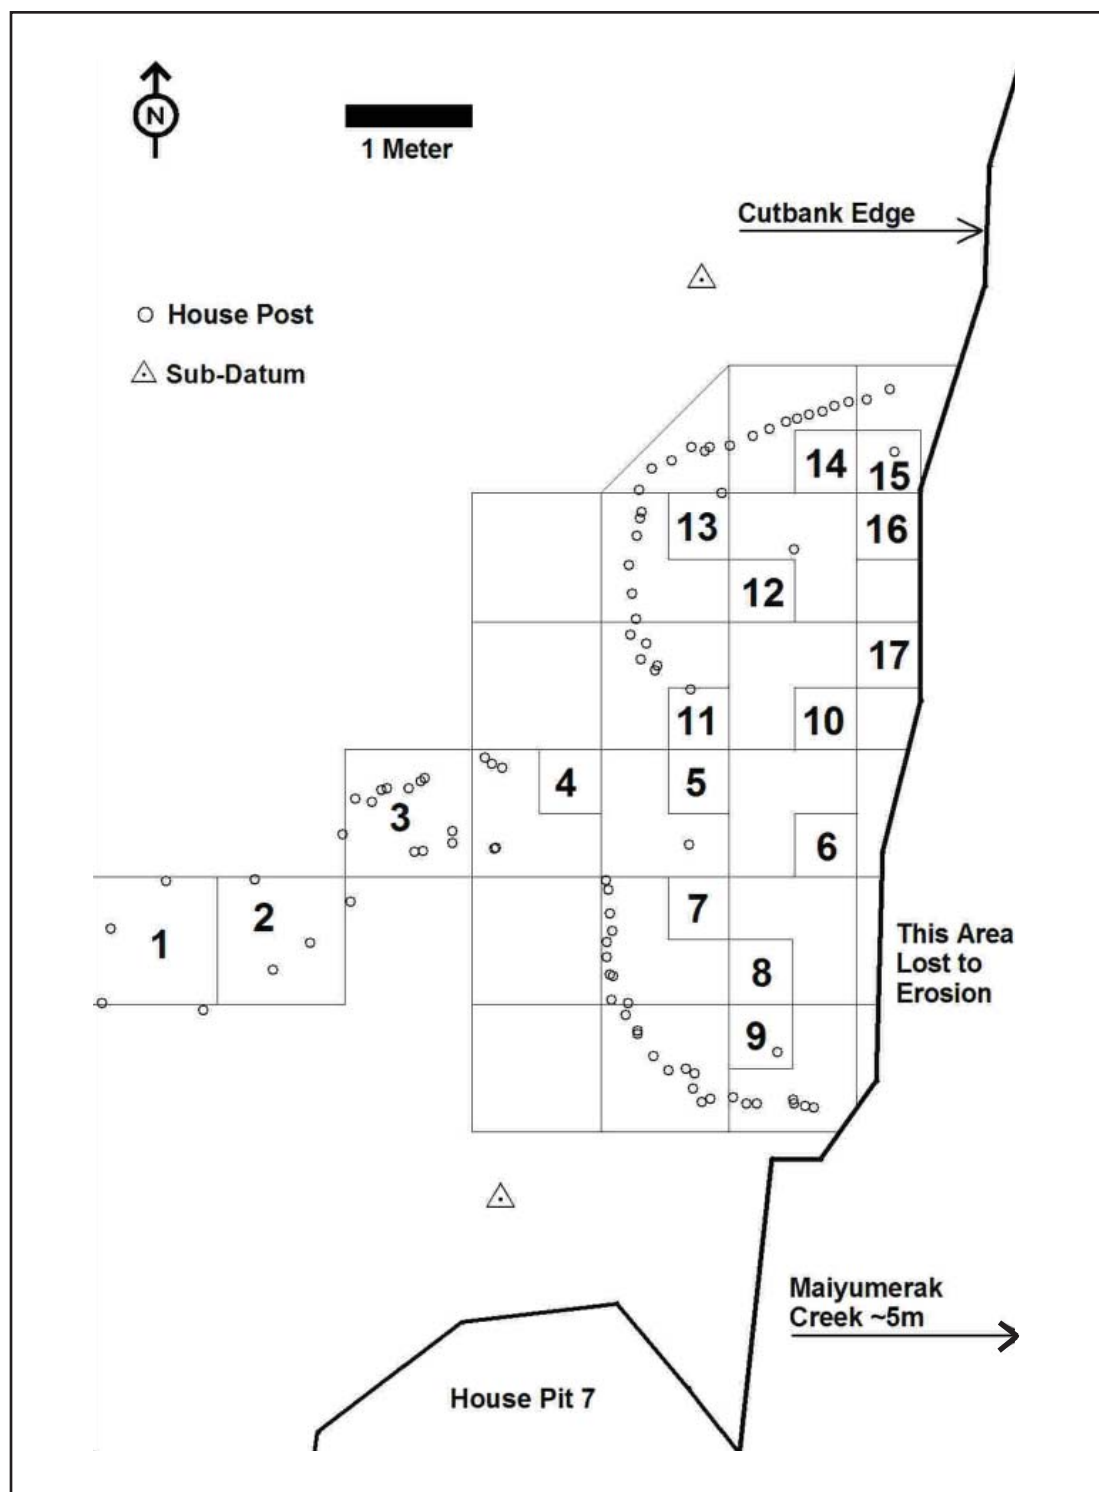 N
1 Meter
Cutbank Edge
House Post
Sub-Datum
14
15
13
16
12
17
11
10
4
5
3
6
7
2
1
8
This Area
Lost to
Erosion
9
Maiyumerak
Creek ~5m
House Pit 7